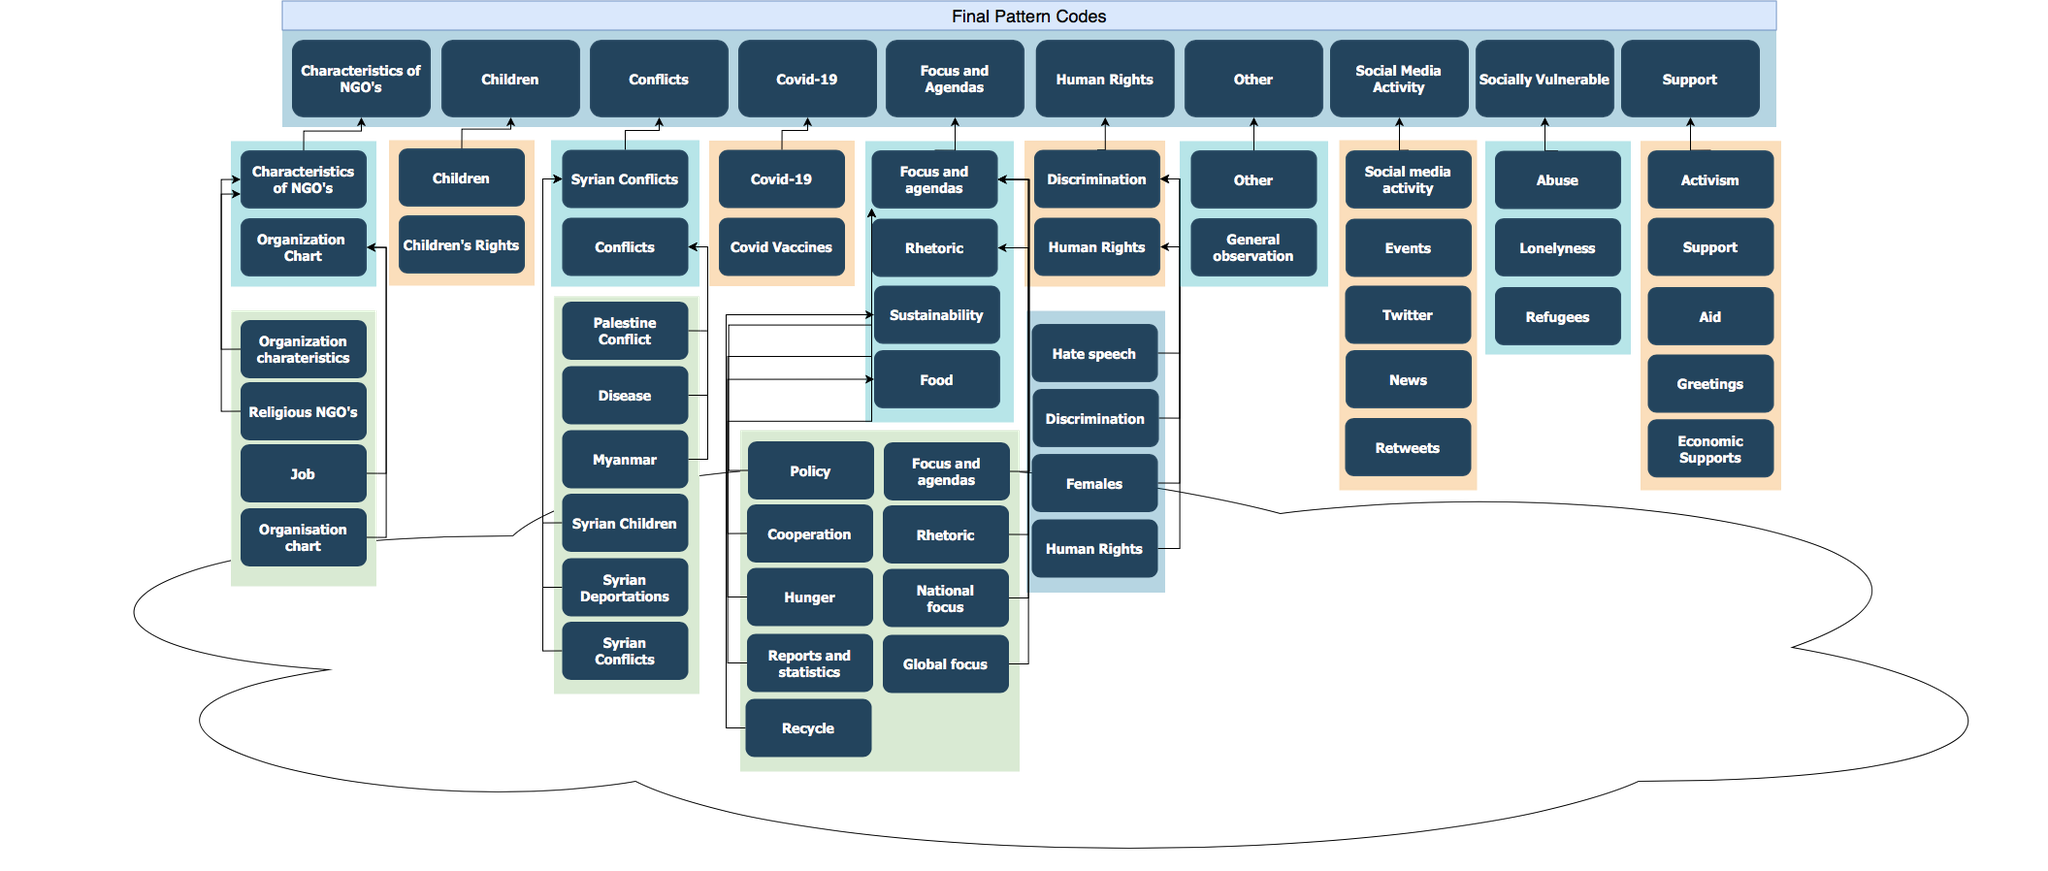 Final Pattern Codes
Characteristics of
NGO's
Children
Conflicts
Covid-19
Focus and
Agendas
Human Rights
Other
Social Media
Activity
Socially Vulnerable
Support
Characteristics
of NGO's
Organization
Chart
Children
Children's Rights
Syrian Conflicts
Conflicts
Covid-19
Covid Vaccines
Focus and
agendas
Rhetoric
Sustainability
Food
Discrimination
Human Rights
Other
General
observation
Social media
activity
Events
Twitter
News
Retweets
Abuse
Lonelyness
Refugees
Activism
Support
Aid
Greetings
Economic
Supports
Organization
charateristics
Religious NGO's
Job
Organisation
chart
Palestine
Conflict
Disease
Myanmar
Syrian Children
Syrian
Deportations
Syrian
Conflicts
Policy
Cooperation
Hunger
Reports and
statistics
Recycle
Focus and
agendas
Rhetoric
National
focus
Global focus
Hate speech
Discrimination
Females
Human Rights